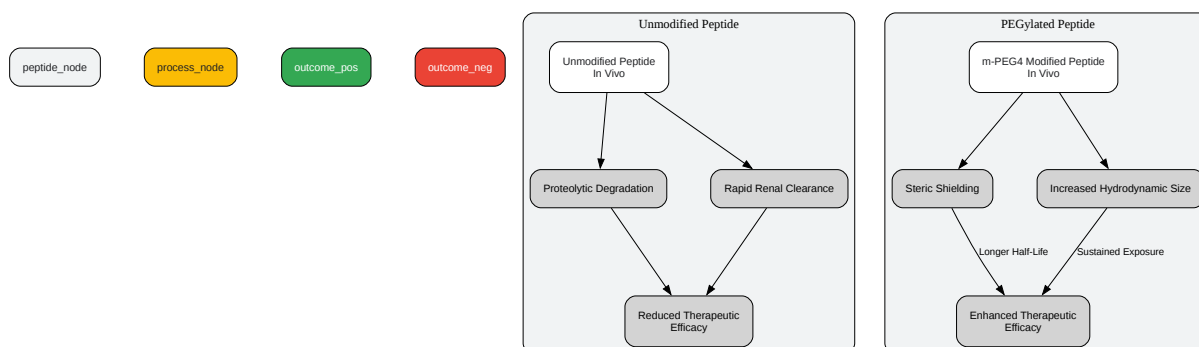 peptide_node
process_node
outcome_pos
outcome_neg
Unmodified Peptide
Unmodified Peptide
In Vivo
Proteolytic Degradation
Rapid Renal Clearance
Reduced Therapeutic
Efficacy
PEGylated Peptide
m-PEG4 Modified Peptide
In Vivo
Steric Shielding
Increased Hydrodynamic Size
Longer Half-Life
Sustained Exposure
Enhanced Therapeutic
Efficacy